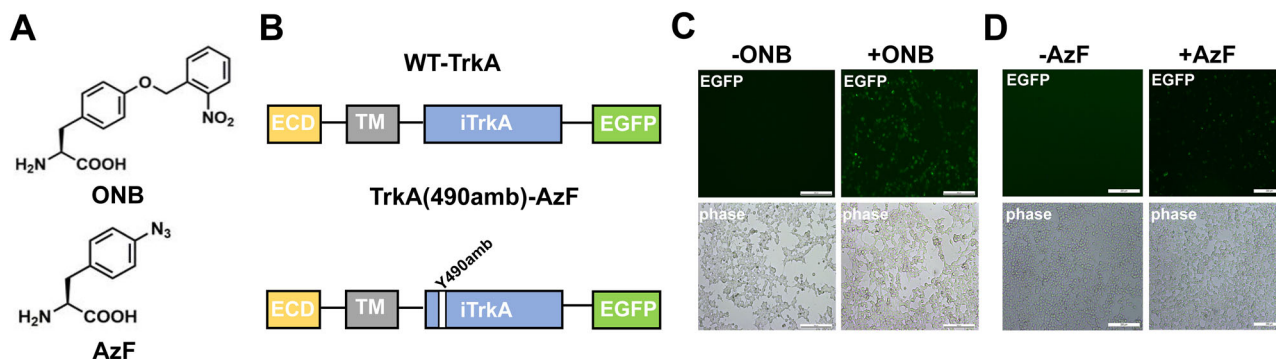 A
O
NO₂
H₂N
COOH
ONB
N₃
H₂N
COOH
AzF
B
WT-TrkA
ECD
TM
iTrkA
EGFP
TrkA(490amb)-AzF
Y490amb
ECD
TM
iTrkA
EGFP
C
-ONB
+ONB
EGFP
EGFP
phase
phase
D
-AzF
+AzF
EGFP
EGFP
phase
phase